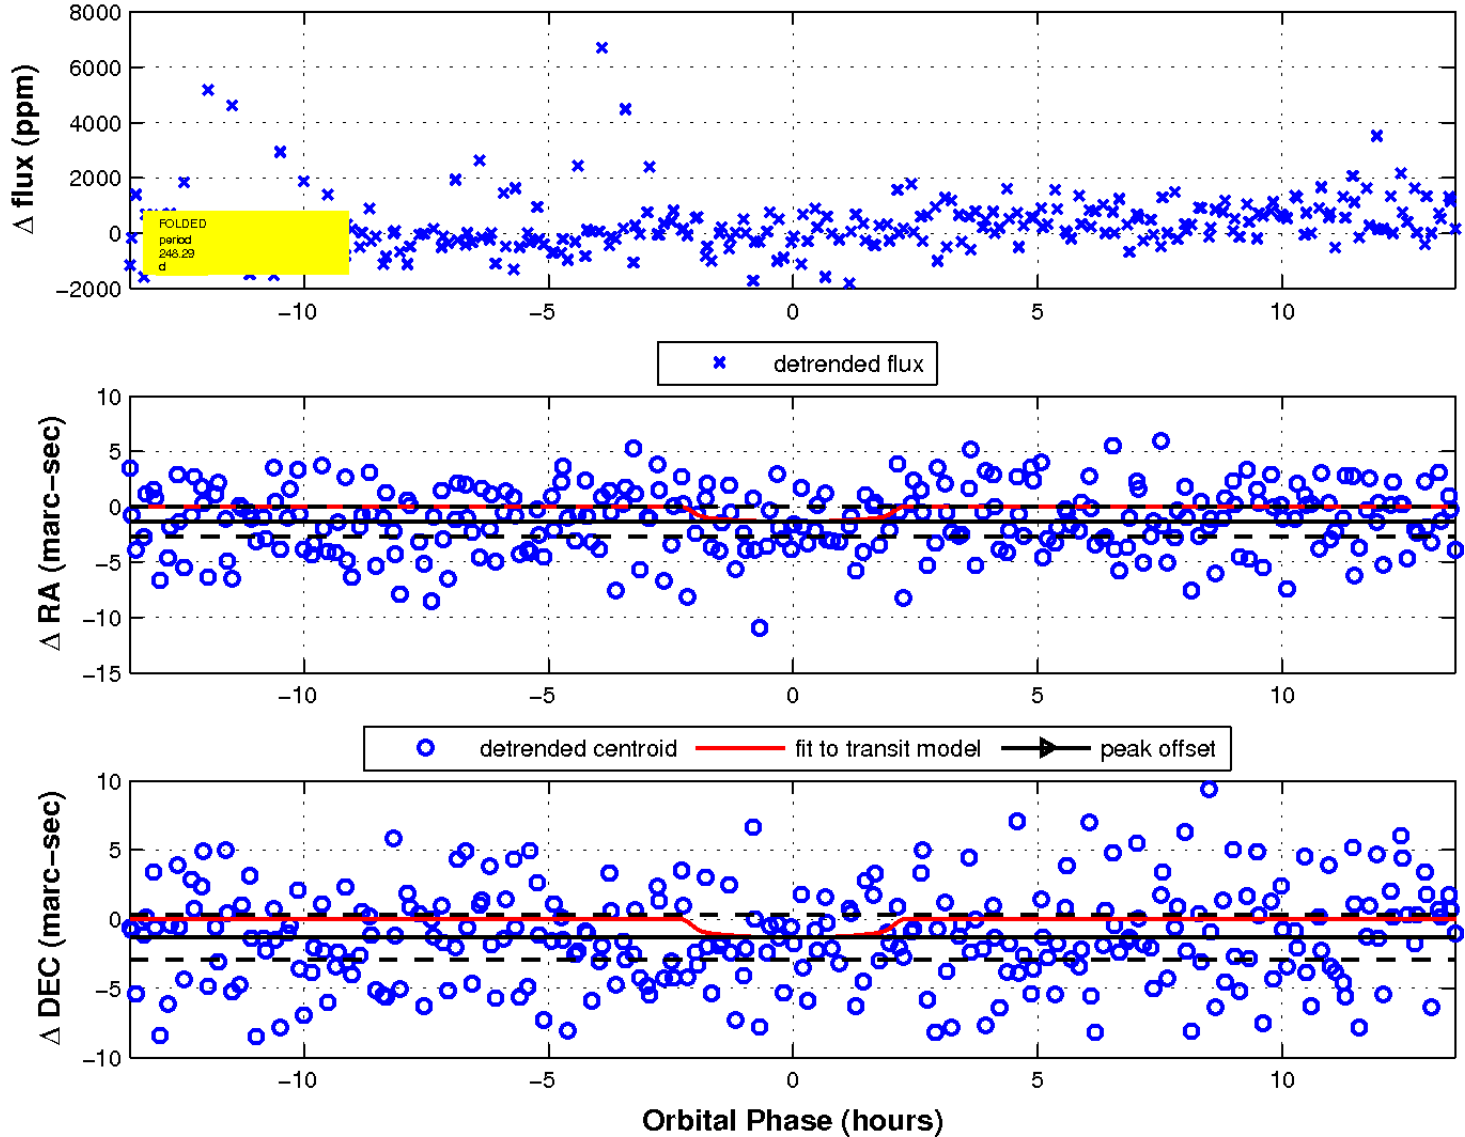 8000
6000
4000
2000
0
−2000
Δ flux (ppm)
FOLDED
period
248.29
d
−10 −5 0 5 10
detrended flux
10
5
0
−5
−10
−15
Δ RA (marc−sec)
−10 −5 0 5 10
detrended centroid fit to transit model peak offset
10
5
0
−5
−10
Δ DEC (marc−sec)
−10 −5 0 5 10
Orbital Phase (hours)